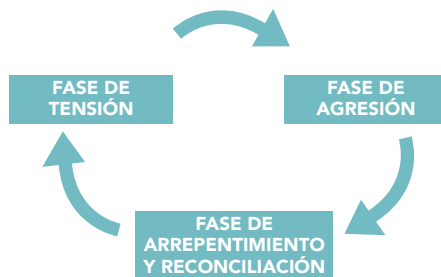 FASE DE
TENSIÓN
FASE DE
AGRESIÓN
FASE DE
ARREPENTIMIENTO
Y RECONCILIACIÓN